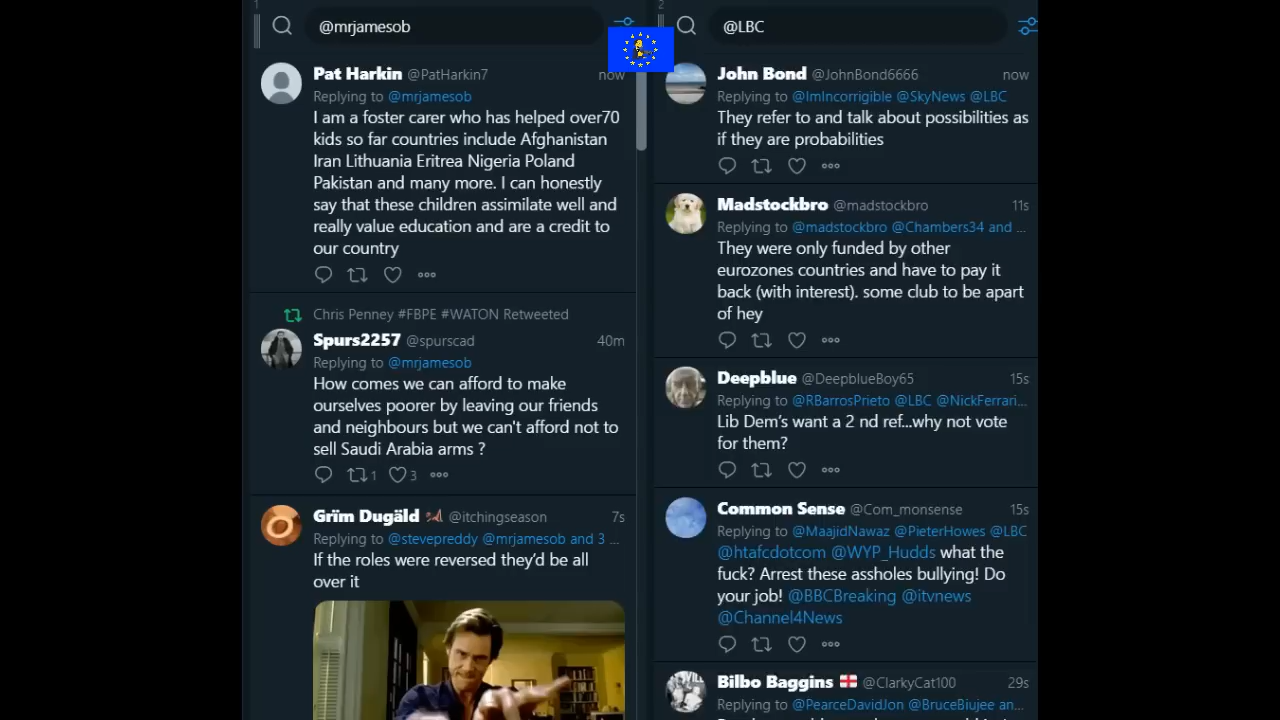 1
@mrjamesob
Pat Harkin @PatHarkin7 now
Replying to @mrjamesob
I am a foster carer who has helped over70
kids so far countries include Afghanistan
Iran Lithuania Eritrea Nigeria Poland
Pakistan and many more. I can honestly
say that these children assimilate well and
really value education and are a credit to
our country
Chris Penney #FBPE #WATON Retweeted
Spurs2257 @spurscad 40m
Replying to @mrjamesob
How comes we can afford to make
ourselves poorer by leaving our friends
and neighbours but we can't afford not to
sell Saudi Arabia arms ?
1 3
Grïm Dugäld @itchingseason 7s
Replying to @stevepreddy @mrjamesob and 3 ...
If the roles were reversed they'd be all
over it
2
@LBC
John Bond @JohnBond6666 now
Replying to @ImIncorrigible @SkyNews @LBC
They refer to and talk about possibilities as
if they are probabilities
Madstockbro @madstockbro 11s
Replying to @madstockbro @Chambers34 and ...
They were only funded by other
eurozones countries and have to pay it
back (with interest). some club to be apart
of hey
Deepblue @DeepblueBoy65 15s
Replying to @RBarrosPrieto @LBC @NickFerrari...
Lib Dem's want a 2 nd ref...why not vote
for them?
Common Sense @Com_monsense 15s
Replying to @MaajidNawaz @PieterHowes @LBC
@htafcdotcom @WYP_Hudds what the
fuck? Arrest these assholes bullying! Do
your job! @BBCBreaking @itvnews
@Channel4News
Bilbo Baggins @ClarkyCat100 29s
Replying to @PearceDavidJon @BruceBiujee an...